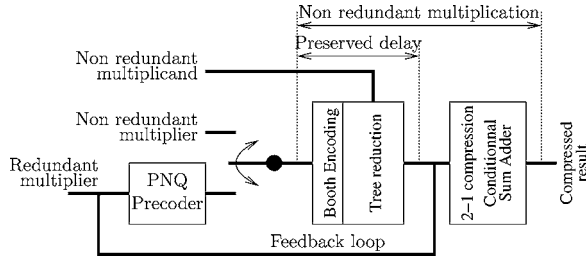 Non redundant multiplication
Preserved delay
Non redundant
multiplicand
Non redundant
multiplier
Redundant
multiplier
PNQ
Precoder
Booth Encoding
Tree reduction
2-1 compression
Conditionnal
Sum Adder
Compressed
result
Feedback loop